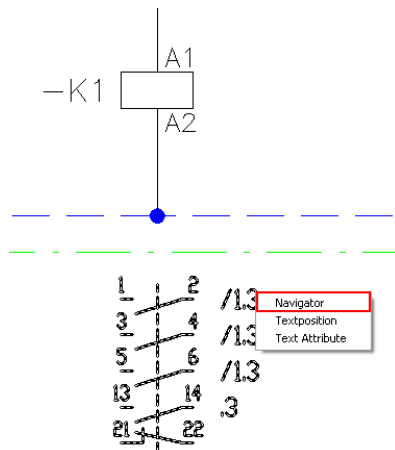 A1
-K1
A2
1 2 /1.3
Navigator
3 4 /1.3
Textposition
Text Attribute
5 6 /1.3
13 14 .3
21 22